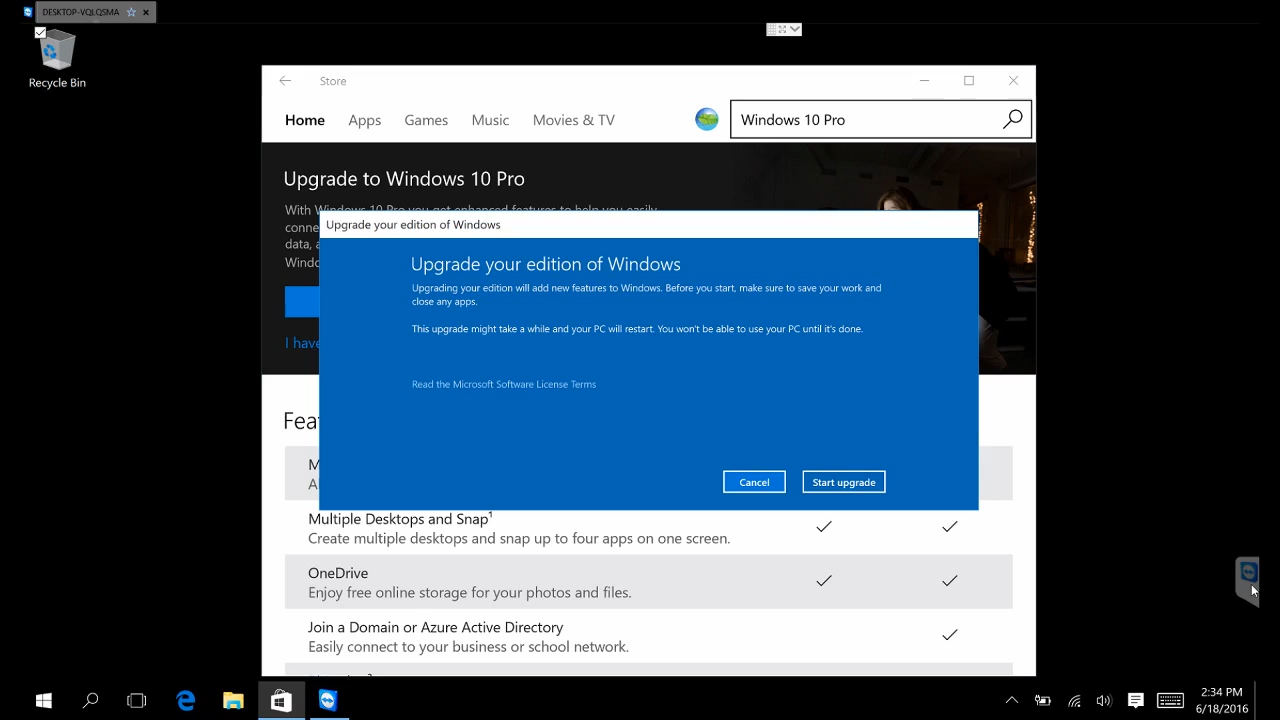 DESKTOP-VQLQSMA
Recycle Bin
Store
Home Apps Games Music Movies & TV
Windows 10 Pro
Upgrade to Windows 10 Pro
With Windows 10 Pro you get enhanced features to help you easily
conne
data, a
Windo
I have
Upgrade your edition of Windows
Upgrade your edition of Windows
Upgrading your edition will add new features to Windows. Before you start, make sure to save your work and
close any apps.
This upgrade might take a while and your PC will restart. You won't be able to use your PC until it's done.
Read the Microsoft Software License Terms
Cancel Start upgrade
Fea
M
A
Multiple Desktops and Snap¹
Create multiple desktops and snap up to four apps on one screen.
OneDrive
Enjoy free online storage for your photos and files.
Join a Domain or Azure Active Directory
Easily connect to your business or school network.
2:34 PM
6/18/2016